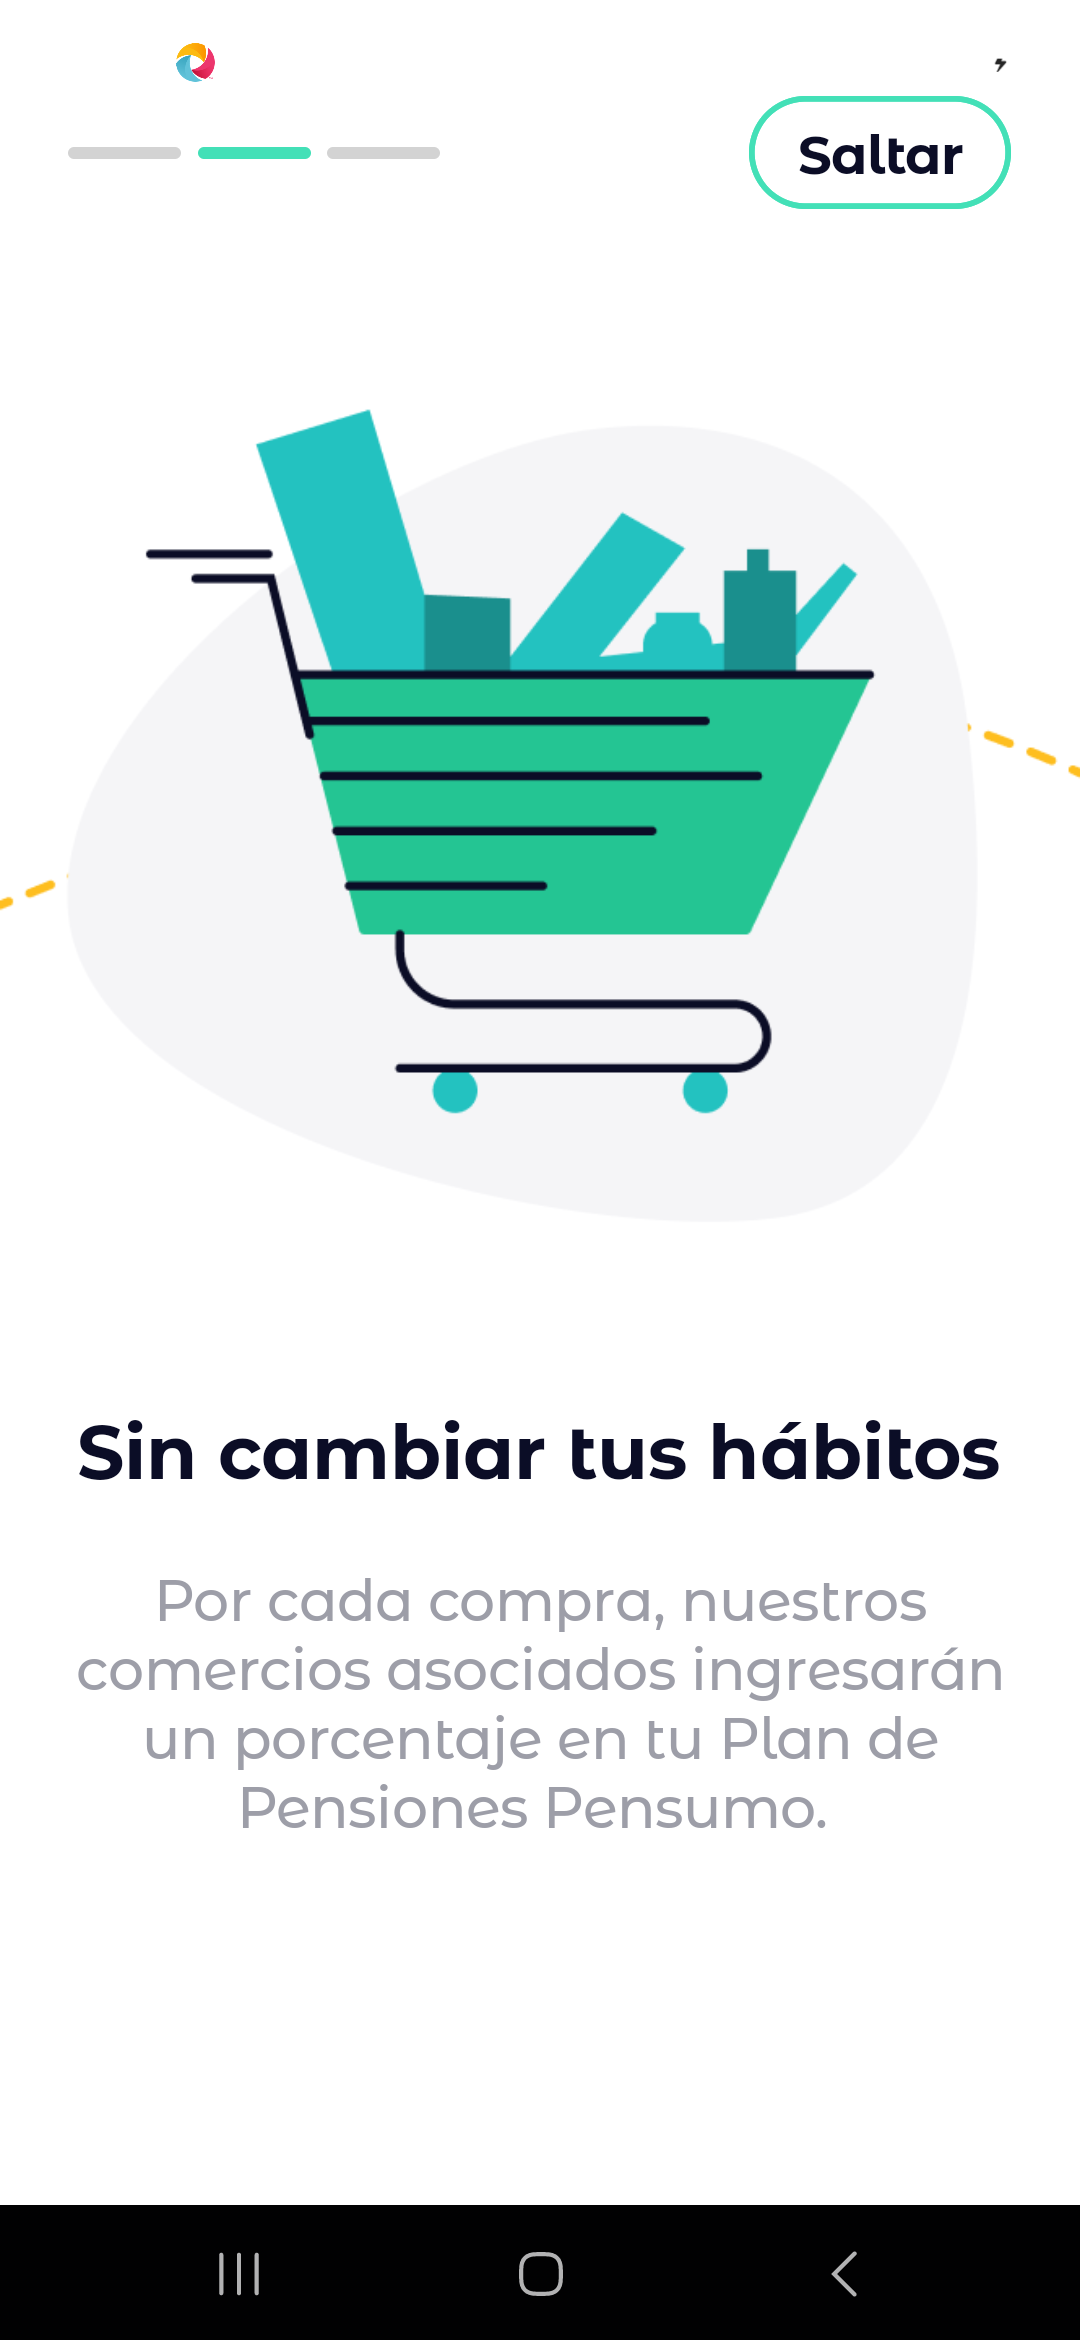 Saltar
Sin cambiar tus hábitos
Por cada compra, nuestros
comercios asociados ingresarán
un porcentaje en tu Plan de
Pensiones Pensumo.